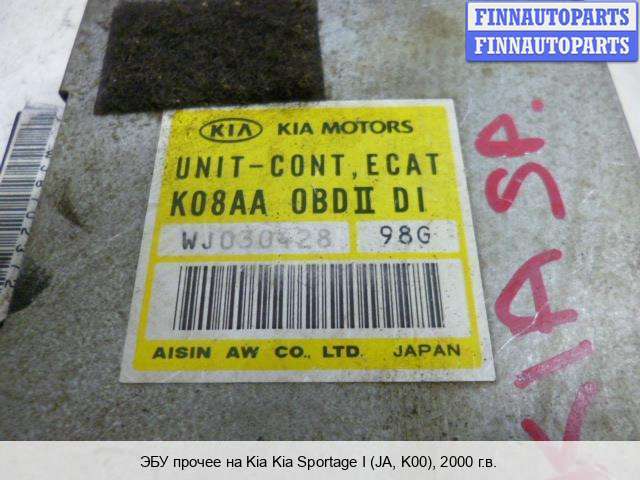 FINNAUTOPARTS
FINNAUTOPARTS
KIA KIA MOTORS
UNIT-CONT, ECAT
K08AA OBDII DI
WJ030428 98G
AISIN AW CO., LTD. JAPAN
KIA SP.
ЭБУ прочее на Kia Kia Sportage I (JA, K00), 2000 г.в.